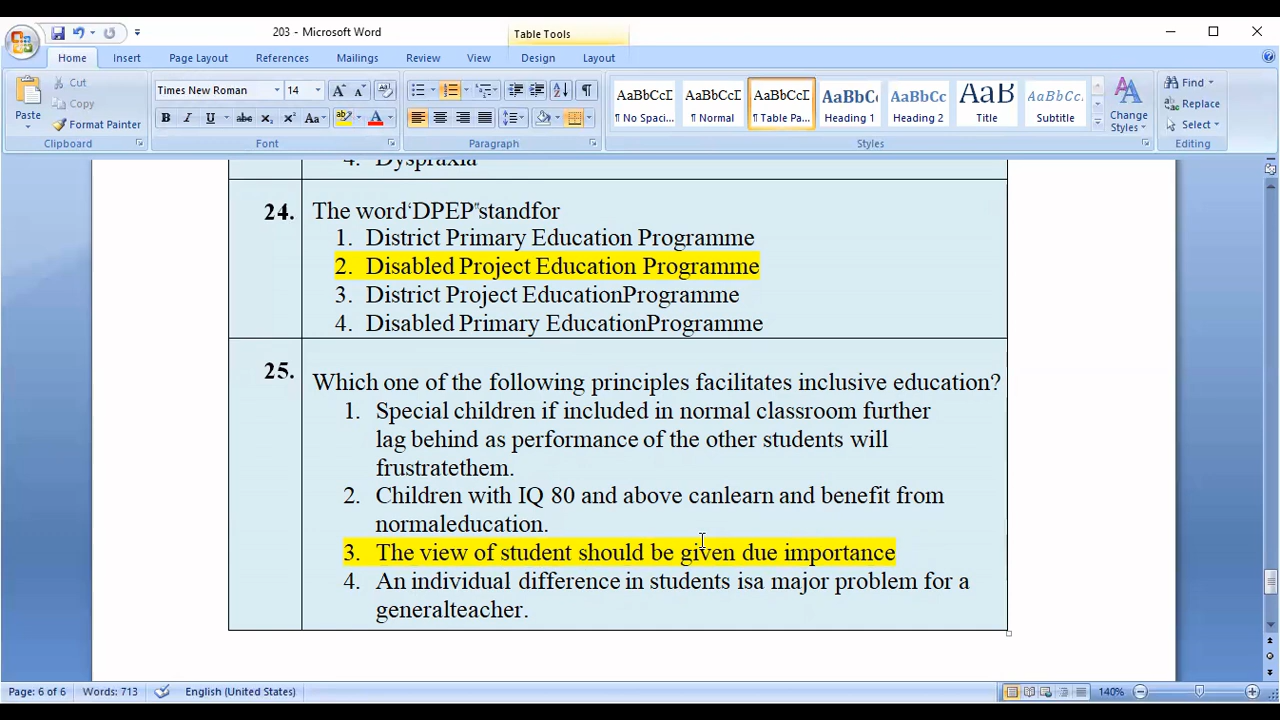 203 - Microsoft Word
Table Tools
Home Insert Page Layout References Mailings Review View Design Layout
Paste
Cut
Copy
Format Painter
Clipboard
Times New Roman 14
B I U abc x₂ x² Aa
Font
Paragraph
AaBbCcI AaBbCcI AaBbCcI AaBbCc AaBbCc AaB AaBbCc.
¶ No Spaci... ¶ Normal ¶ Table Pa... Heading 1 Heading 2 Title Subtitle
Styles
Change
Styles
Find
Replace
Select
Editing
4. Dyspraxia
24. The word‘DPEP”standfor
1. District Primary Education Programme
2. Disabled Project Education Programme
3. District Project EducationProgramme
4. Disabled Primary EducationProgramme
25. Which one of the following principles facilitates inclusive education?
1. Special children if included in normal classroom further
lag behind as performance of the other students will
frustratethem.
2. Children with IQ 80 and above canlearn and benefit from
normaleducation.
3. The view of student should be given due importance
4. An individual difference in students isa major problem for a
generalteacher.
Page: 6 of 6 Words: 713 English (United States) 140%